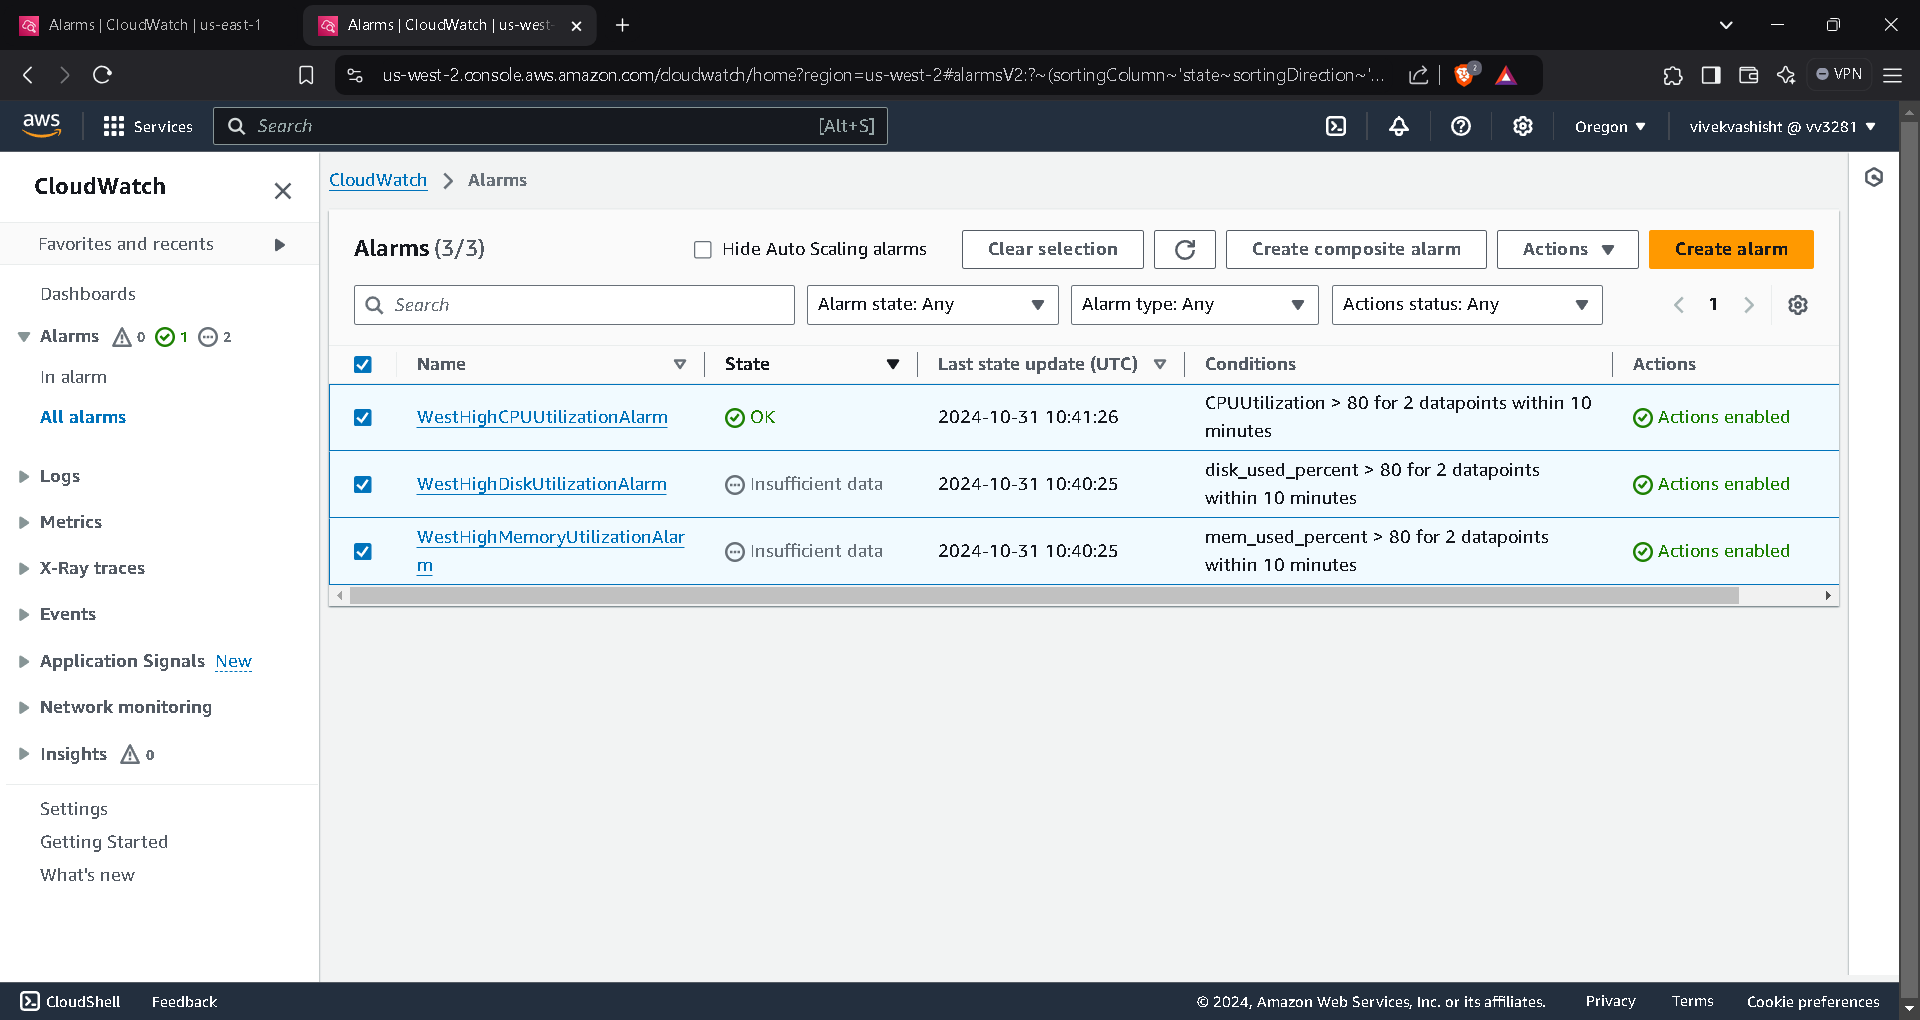 Alarms | CloudWatch | us-east-1
Alarms | CloudWatch | us-west-
us-west-2.console.aws.amazon.com/cloudwatch/home?region=us-west-2#alarmsV2:?~(sortingColumn~'state~sortingDirection~'...
2
VPN
aws
Services
Search
[Alt+S]
Oregon
vivekvashisht @ vv3281
CloudWatch
Favorites and recents
Dashboards
Alarms 0 1 2
In alarm
All alarms
Logs
Metrics
X-Ray traces
Events
Application Signals New
Network monitoring
Insights 0
Settings
Getting Started
What's new
CloudWatch > Alarms
Alarms (3/3)
Hide Auto Scaling alarms
Clear selection
Create composite alarm
Actions
Create alarm
Search
Alarm state: Any
Alarm type: Any
Actions status: Any
1
Name State Last state update (UTC) Conditions Actions
WestHighCPUUtilizationAlarm OK 2024-10-31 10:41:26 CPUUtilization > 80 for 2 datapoints within 10
minutes Actions enabled
WestHighDiskUtilizationAlarm Insufficient data 2024-10-31 10:40:25 disk_used_percent > 80 for 2 datapoints
within 10 minutes Actions enabled
WestHighMemoryUtilizationAlar
m Insufficient data 2024-10-31 10:40:25 mem_used_percent > 80 for 2 datapoints
within 10 minutes Actions enabled
CloudShell
Feedback
© 2024, Amazon Web Services, Inc. or its affiliates.
Privacy
Terms
Cookie preferences